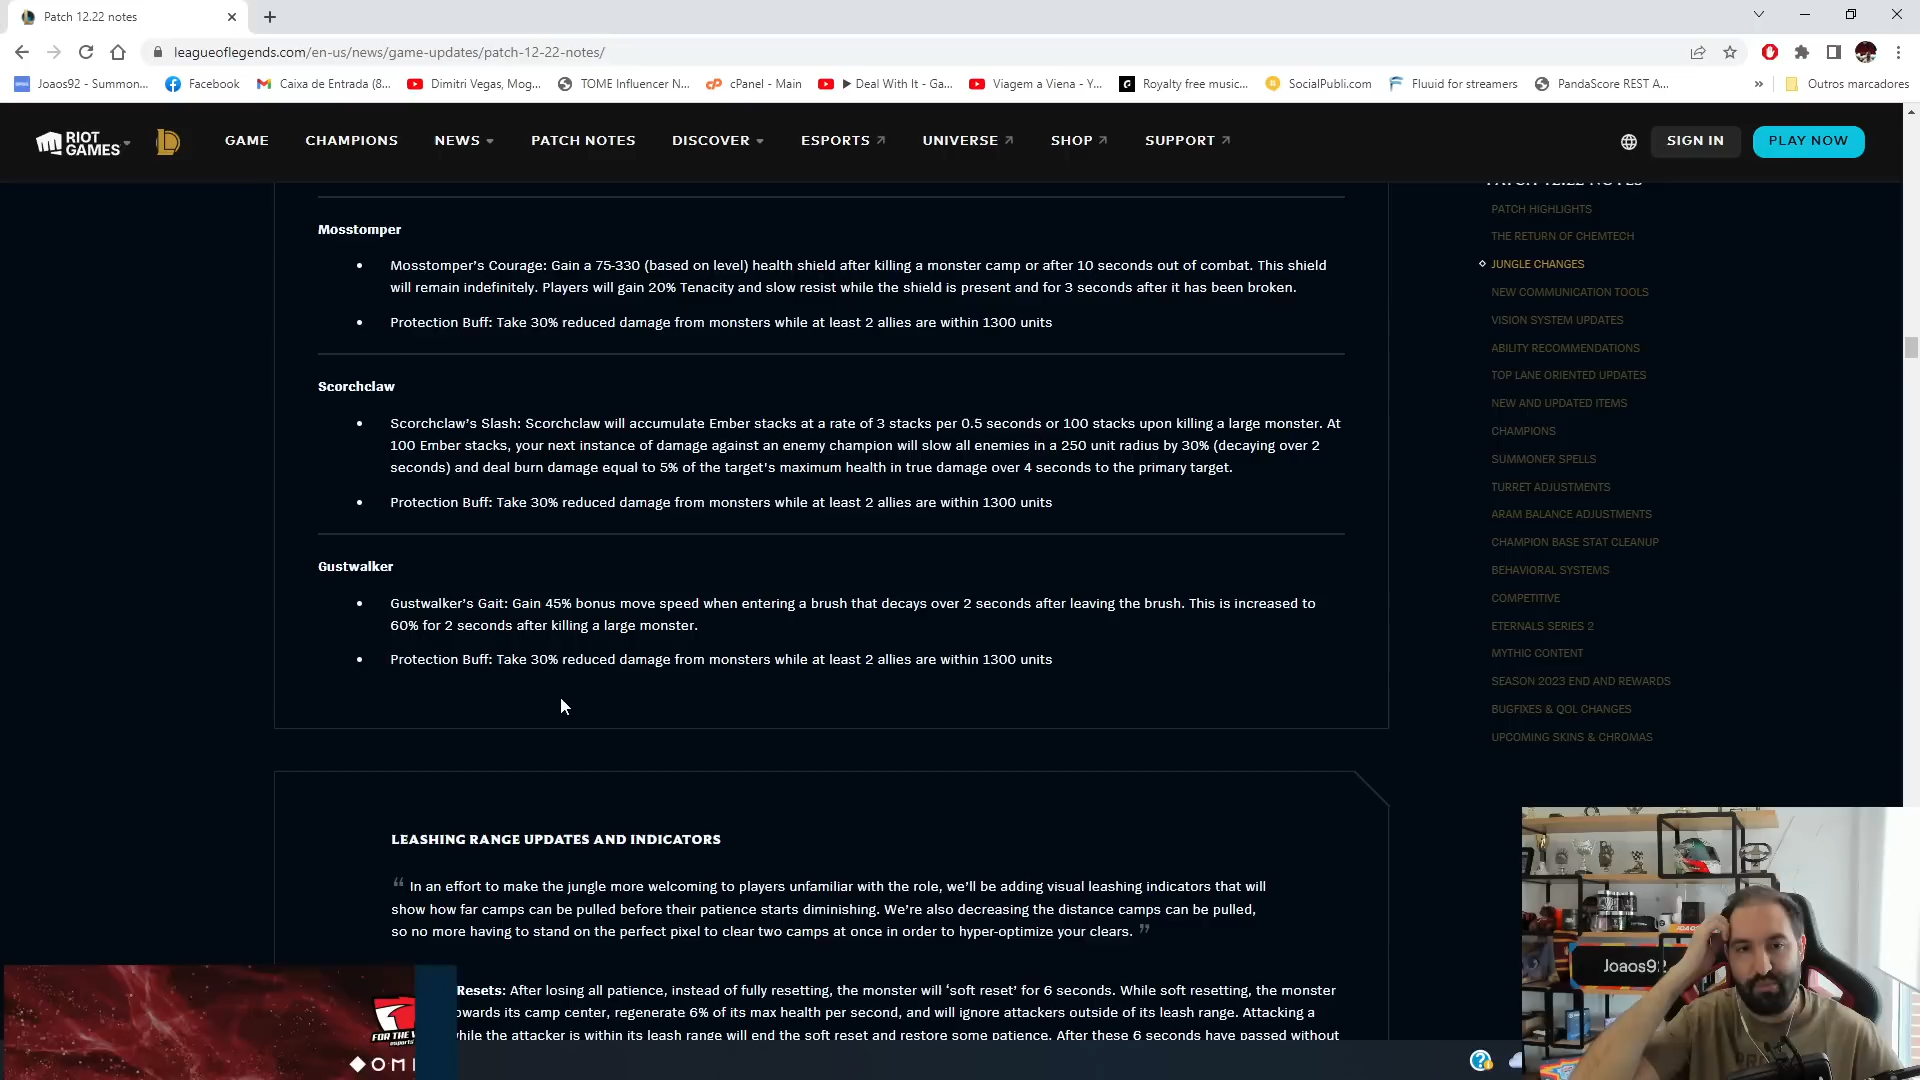 Patch 12.22 notes
leagueoflegends.com/en-us/news/game-updates/patch-12-22-notes/
Joaos92 - Summon... Facebook Caixa de Entrada (8... Dimitri Vegas, Mog... TOME Influencer N... cPanel - Main ▶ Deal With It - Ga... Viagem a Viena - Y... Royalty free music... SocialPubli.com Fluuid for streamers PandaScore REST A... » Outros marcadores
RIOT GAMES GAME CHAMPIONS NEWS PATCH NOTES DISCOVER ESPORTS UNIVERSE SHOP SUPPORT SIGN IN PLAY NOW
Mosstomper
• Mosstomper's Courage: Gain a 75-330 (based on level) health shield after killing a monster camp or after 10 seconds out of combat. This shield
will remain indefinitely. Players will gain 20% Tenacity and slow resist while the shield is present and for 3 seconds after it has been broken.
• Protection Buff: Take 30% reduced damage from monsters while at least 2 allies are within 1300 units
Scorchclaw
• Scorchclaw's Slash: Scorchclaw will accumulate Ember stacks at a rate of 3 stacks per 0.5 seconds or 100 stacks upon killing a large monster. At
100 Ember stacks, your next instance of damage against an enemy champion will slow all enemies in a 250 unit radius by 30% (decaying over 2
seconds) and deal burn damage equal to 5% of the target's maximum health in true damage over 4 seconds to the primary target.
• Protection Buff: Take 30% reduced damage from monsters while at least 2 allies are within 1300 units
Gustwalker
• Gustwalker's Gait: Gain 45% bonus move speed when entering a brush that decays over 2 seconds after leaving the brush. This is increased to
60% for 2 seconds after killing a large monster.
• Protection Buff: Take 30% reduced damage from monsters while at least 2 allies are within 1300 units
LEASHING RANGE UPDATES AND INDICATORS
“ In an effort to make the jungle more welcoming to players unfamiliar with the role, we'll be adding visual leashing indicators that will
show how far camps can be pulled before their patience starts diminishing. We're also decreasing the distance camps can be pulled,
so no more having to stand on the perfect pixel to clear two camps at once in order to hyper-optimize your clears. ”
Resets: After losing all patience, instead of fully resetting, the monster will 'soft reset' for 6 seconds. While soft resetting, the monster
owards its camp center, regenerate 6% of its max health per second, and will ignore attackers outside of its leash range. Attacking a
while the attacker is within its leash range will end the soft reset and restore some patience. After these 6 seconds have passed without
PATCH 12.22 NOTES
PATCH HIGHLIGHTS
THE RETURN OF CHEMTECH
JUNGLE CHANGES
NEW COMMUNICATION TOOLS
VISION SYSTEM UPDATES
ABILITY RECOMMENDATIONS
TOP LANE ORIENTED UPDATES
NEW AND UPDATED ITEMS
CHAMPIONS
SUMMONER SPELLS
TURRET ADJUSTMENTS
ARAM BALANCE ADJUSTMENTS
CHAMPION BASE STAT CLEANUP
BEHAVIORAL SYSTEMS
COMPETITIVE
ETERNALS SERIES 2
MYTHIC CONTENT
SEASON 2023 END AND REWARDS
BUGFIXES & QOL CHANGES
UPCOMING SKINS & CHROMAS
Joaos92
FOR THE W
esports
OM